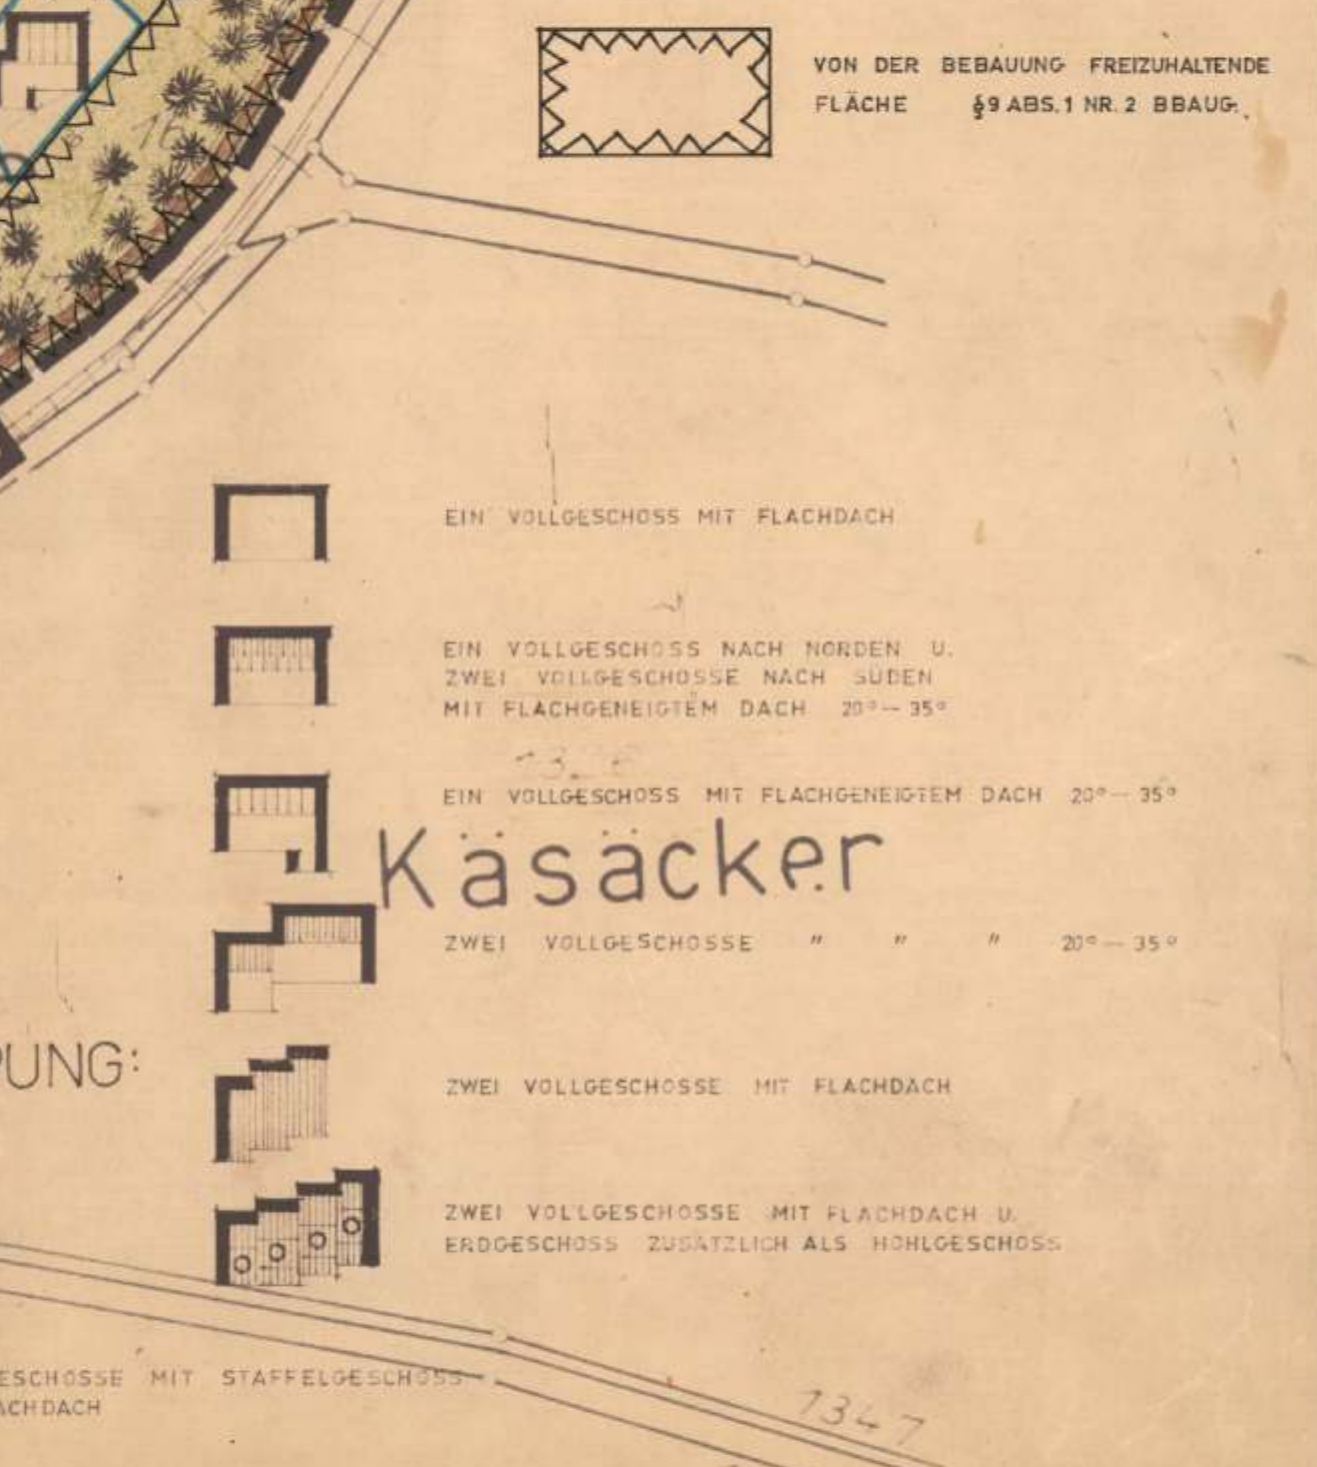 VON DER BEBAUUNG FREIZUHALTENDE
FLÄCHE §9 ABS.1 NR.2 BBAUG.
EIN VOLLGESCHOSS MIT FLACHDACH
EIN VOLLGESCHOSS NACH NORDEN U.
ZWEI VOLLGESCHOSSE NACH SÜDEN
MIT FLACHGENEIGTEM DACH 20° - 35°
EIN VOLLGESCHOSS MIT FLACHGENEIGTEM DACH 20° - 35°
Käsäcker
ZWEI VOLLGESCHOSSE " " " 20° - 35°
PUNG:
ZWEI VOLLGESCHOSSE MIT FLACHDACH
ZWEI VOLLGESCHOSSE MIT FLACHDACH U.
ERDGESCHOSS ZUSÄTZLICH ALS HOHLGESCHOSS
ESCHOSSE MIT STAFFELGESCHOSS
ACHDACH
1347